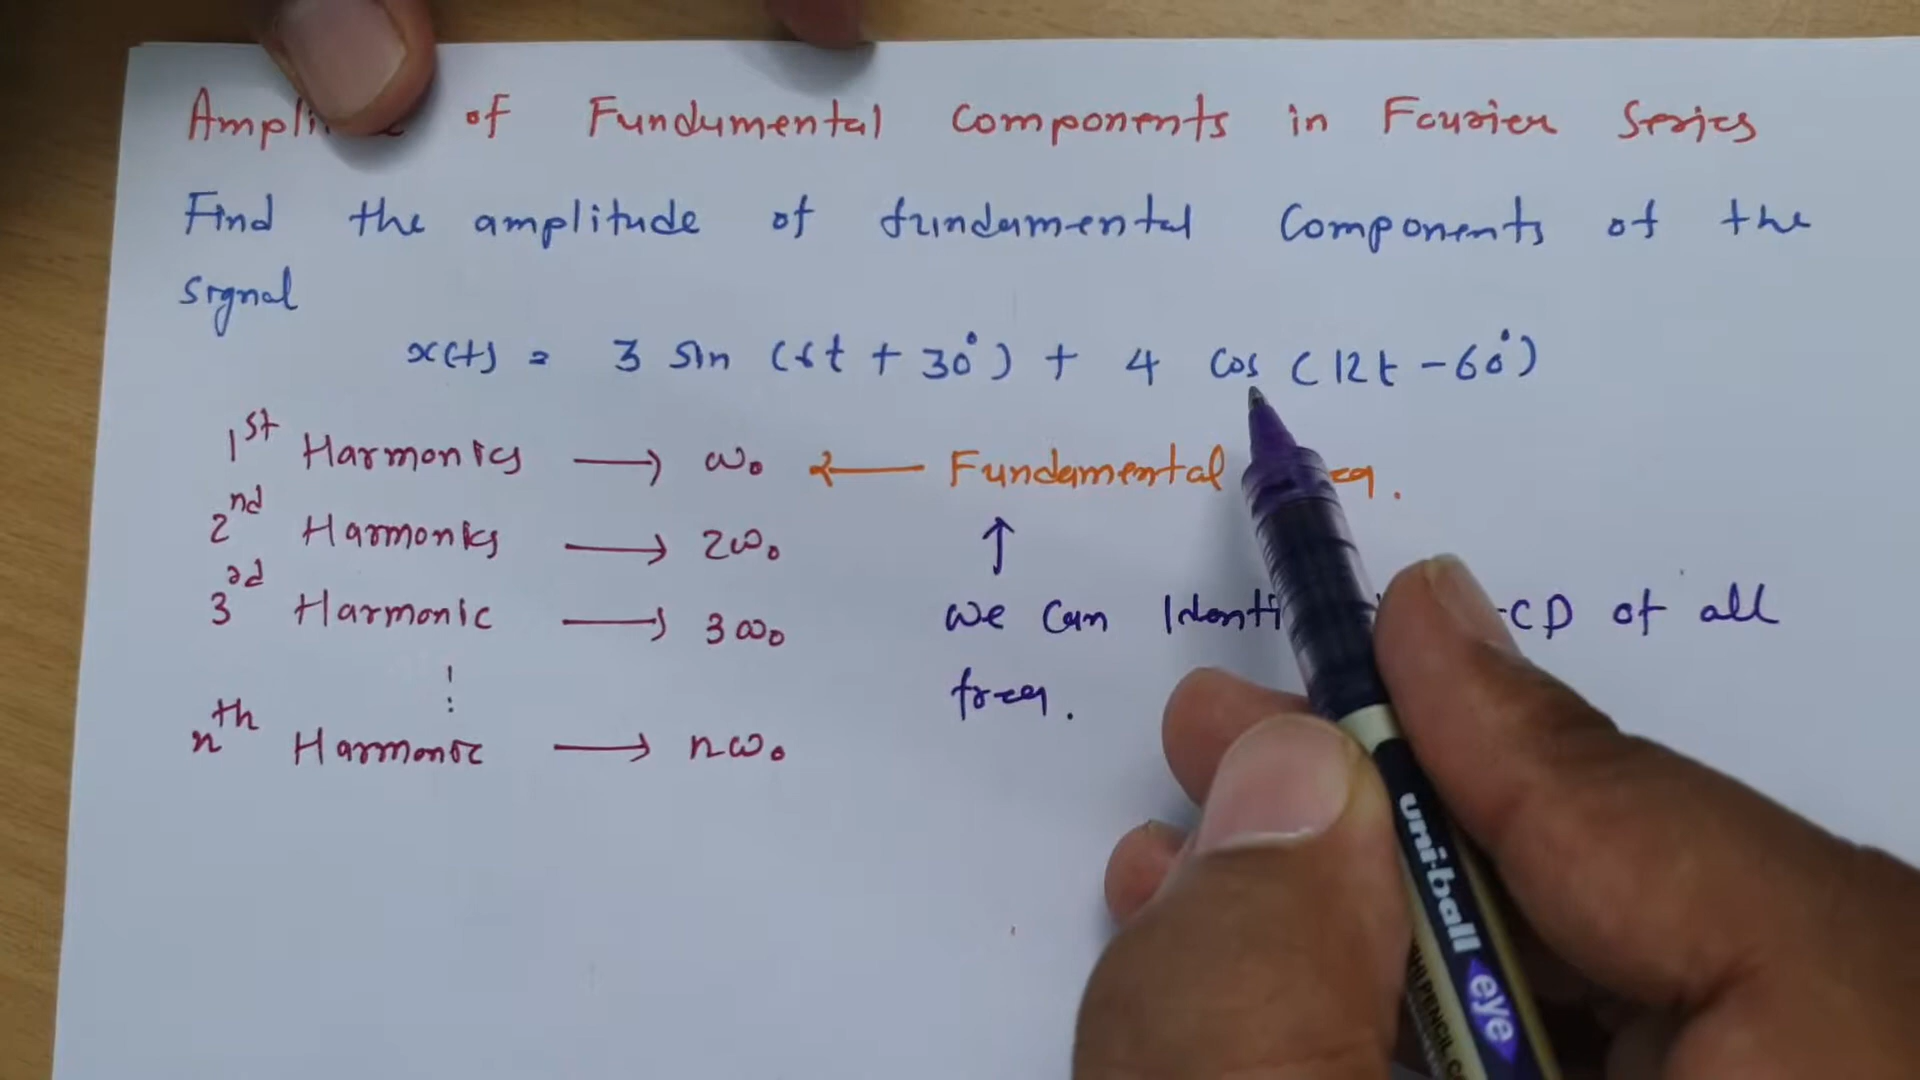 of Fundumental Components in Fourier Series
Find the amplitude of fundamental Components of the
signal
x(t) = 3 sin (6t + 30°) + 4 cos (12t - 60°)
1st Harmonics → ω₀ ← Fundamental
2nd Harmonics → 2ω₀ ↑
3rd Harmonic → 3ω₀ we can of all
⋮ freq.
nth Harmonic → nω₀
uni-ball
eye